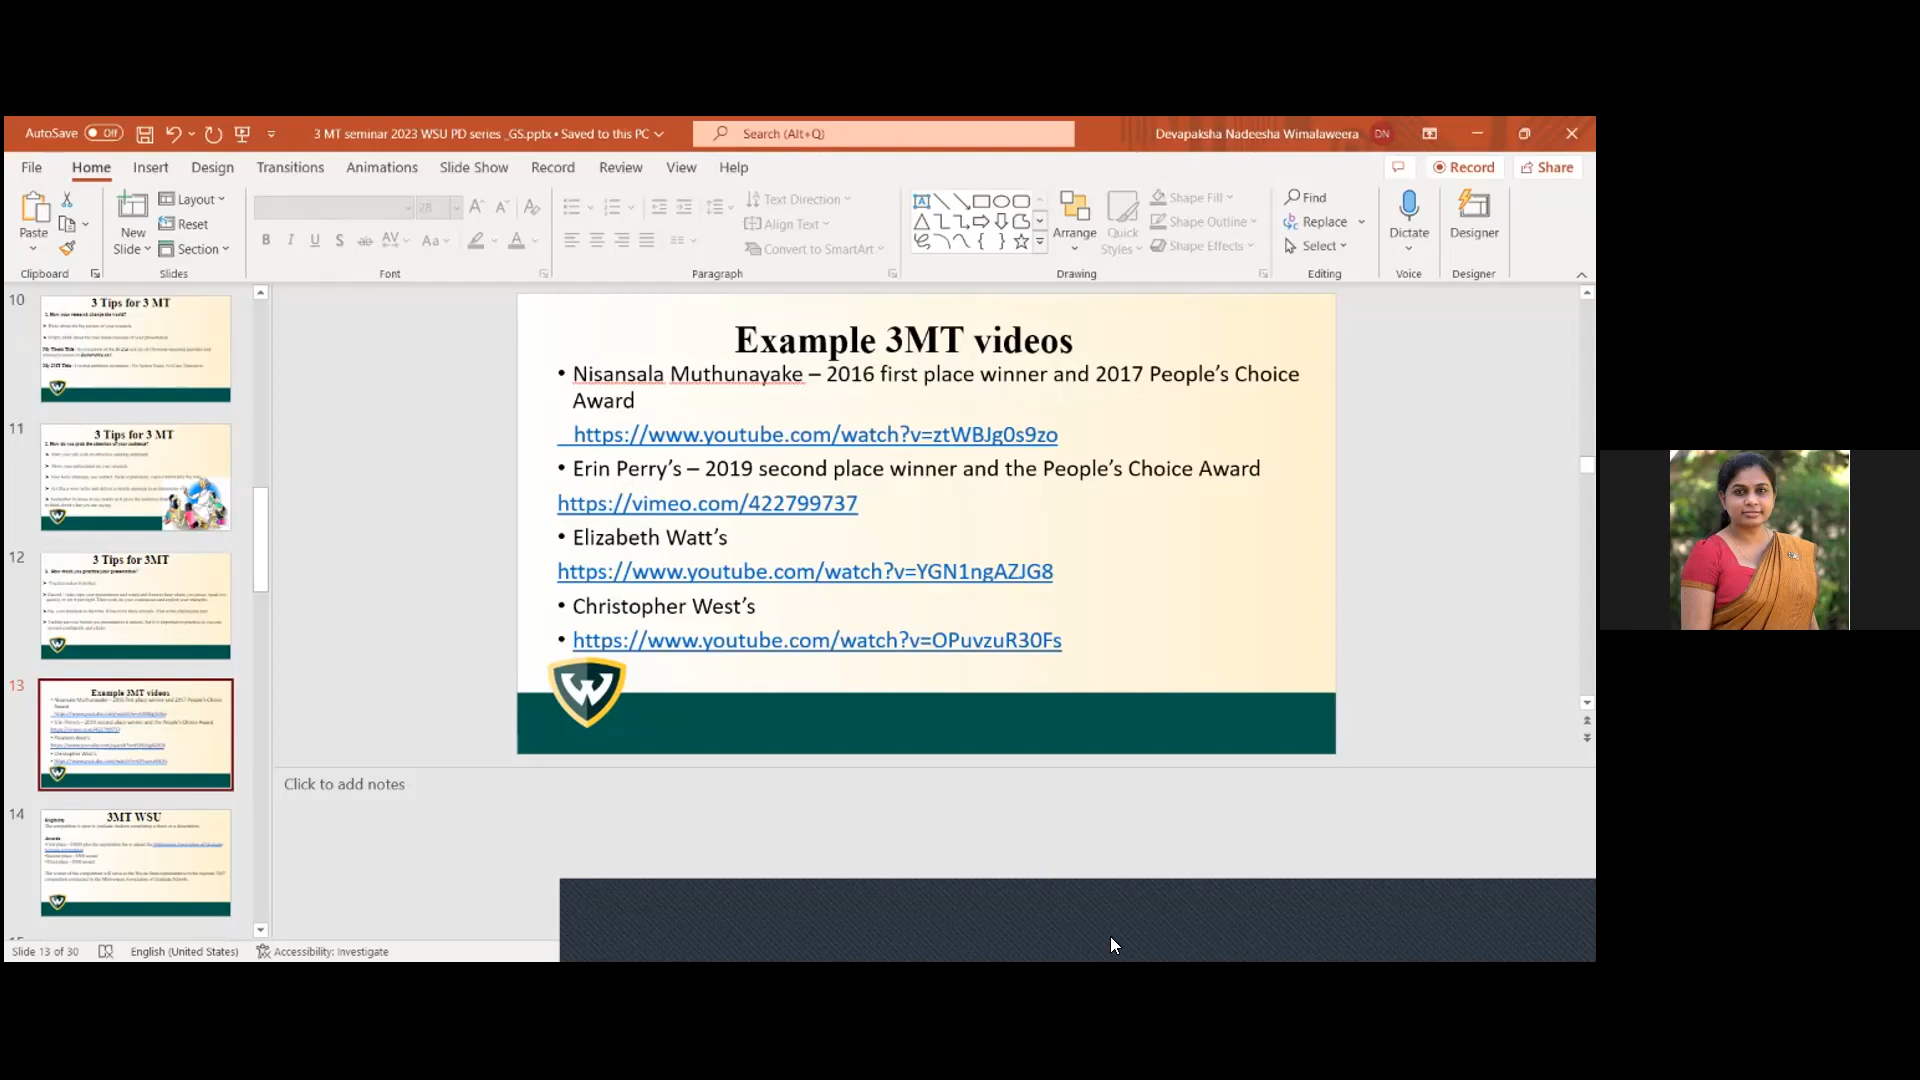 AutoSave Off 3 MT seminar 2023 WSU PD series _GS.pptx • Saved to this PC Search (Alt+Q) Devapaksha Nadeesha Wimalaweera DN
File Home Insert Design Transitions Animations Slide Show Record Review View Help Record Share
Paste
New
Slide
Layout
Reset
Section
28
B I U S ab AV Aa A
Text Direction
Align Text
Convert to SmartArt
Arrange
Quick
Styles
Shape Fill
Shape Outline
Shape Effects
Find
Replace
Select
Dictate
Designer
Clipboard Slides Font Paragraph Drawing Editing Voice Designer
10
3 Tips for 3 MT
11
3 Tips for 3 MT
12
3 Tips for 3MT
13
Example 3MT videos
14
3MT WSU
Example 3MT videos
• Nisansala Muthunayake – 2016 first place winner and 2017 People’s Choice
Award
https://www.youtube.com/watch?v=ztWBJg0s9zo
• Erin Perry’s – 2019 second place winner and the People’s Choice Award
https://vimeo.com/422799737
• Elizabeth Watt’s
https://www.youtube.com/watch?v=YGN1ngAZJG8
• Christopher West’s
• https://www.youtube.com/watch?v=OPuvzuR30Fs
W
Click to add notes
Slide 13 of 30 English (United States) Accessibility: Investigate